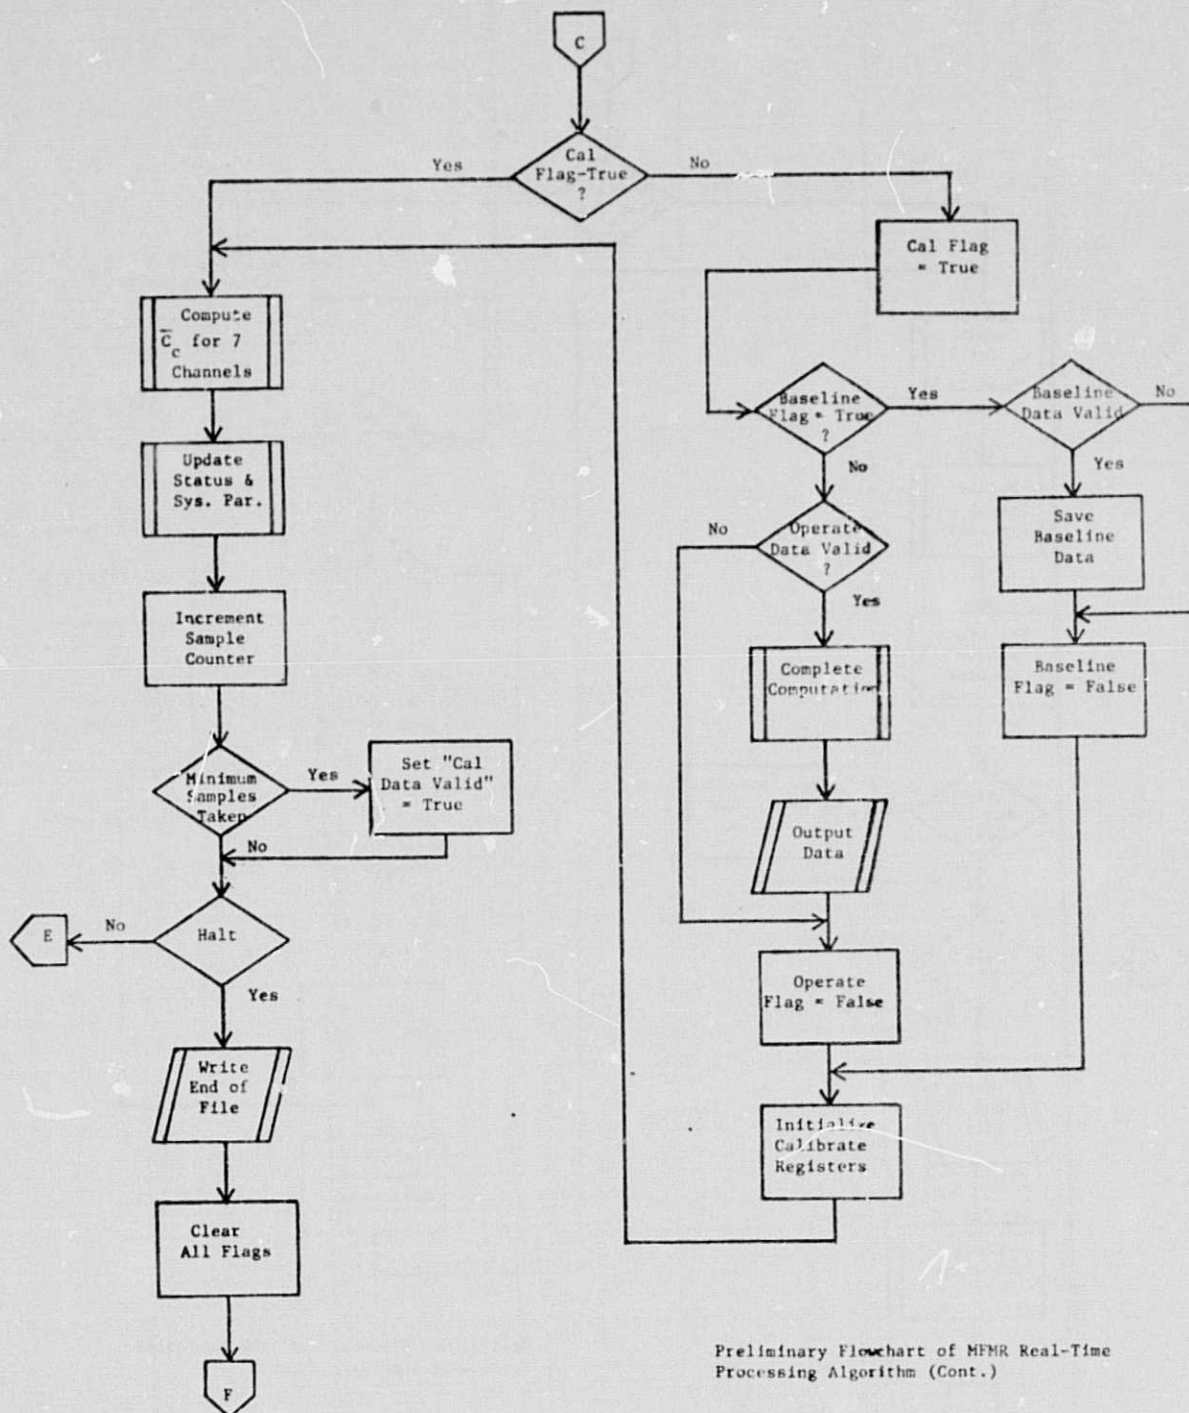 C
Cal
Flag-True
?
Yes
No
Cal Flag
= True
Compute
C̄c for 7
Channels
Baseline
Flag = True
?
Yes
No
Baseline
Data Valid
No
Yes
Update
Status &
Sys. Par.
Operate
Data Valid
?
No
Yes
Save
Baseline
Data
Increment
Sample
Counter
Complete
Computation
Baseline
Flag = False
Minimum
Samples
Taken
Yes
No
Set "Cal
Data Valid"
= True
Output
Data
Halt
No
Yes
E
Operate
Flag = False
Write
End of
File
Initialize
Calibrate
Registers
Clear
All Flags
F
Preliminary Flowchart of MFMR Real-Time
Processing Algorithm (Cont.)